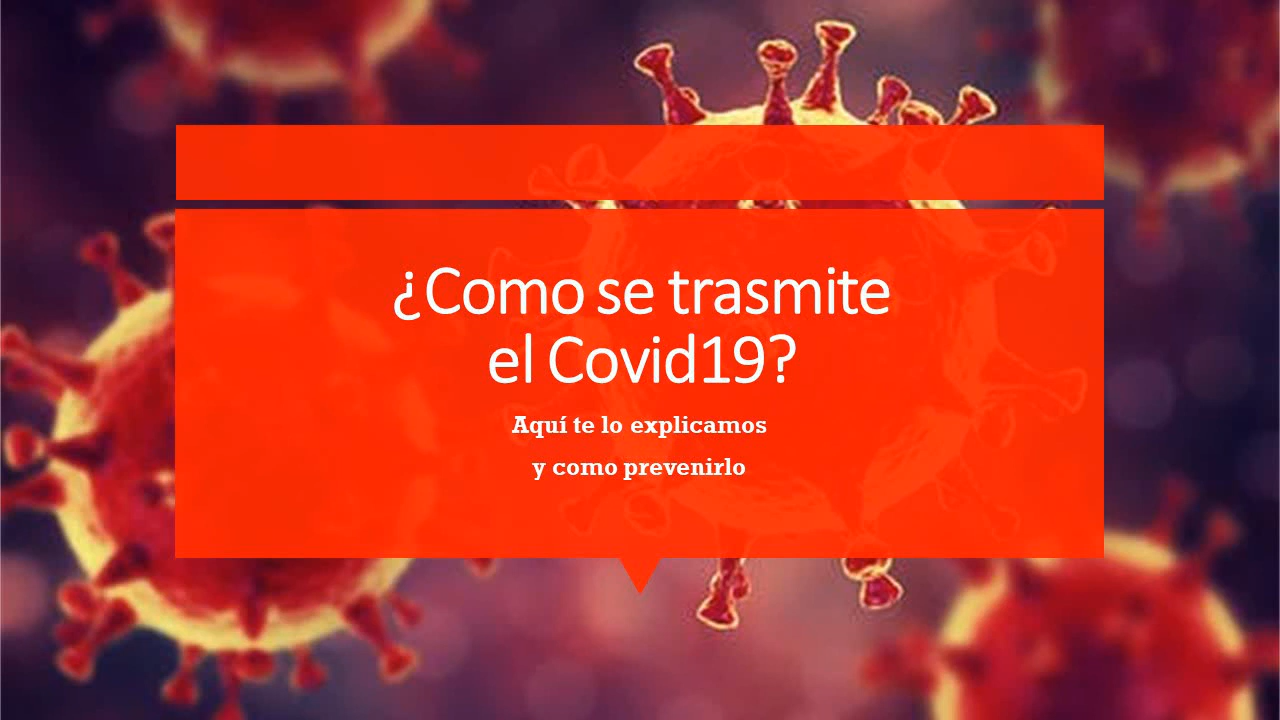 ¿Como se trasmite
el Covid19?
Aquí te lo explicamos
y como prevenirlo